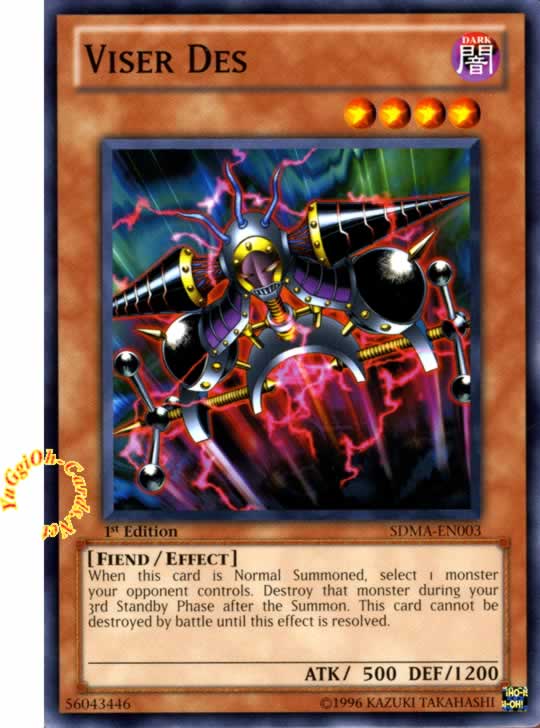 VISER DES
DARK
闇
1st Edition
SDMA-EN003
[FIEND / EFFECT]
When this card is Normal Summoned, select 1 monster
your opponent controls. Destroy that monster during your
3rd Standby Phase after the Summon. This card cannot be
destroyed by battle until this effect is resolved.
ATK/ 500 DEF/1200
56043446
©1996 KAZUKI TAKAHASHI
YuGgiOh-Cards.Net